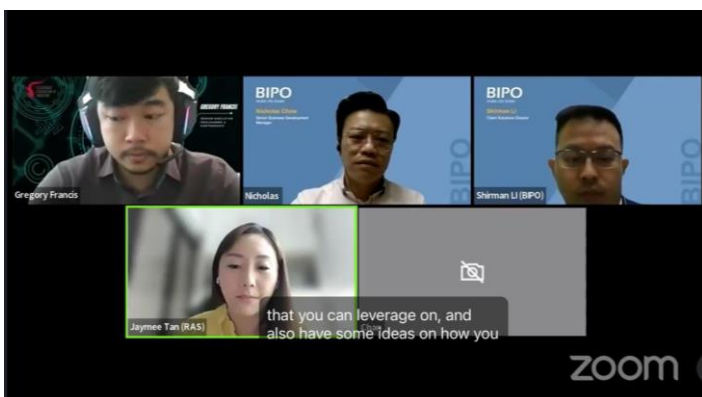 GREGORY FRANCIS
Gregory Francis
BIPO
Nicholas Chow
Senior Business Development
Manager
BIPO
Nicholas
BIPO
Shirman Li
Client Solutions Director
BIPO
Shirman LI (BIPO)
Jaymee Tan (RAS)
that you can leverage on, and
also have some ideas on how you
zoom